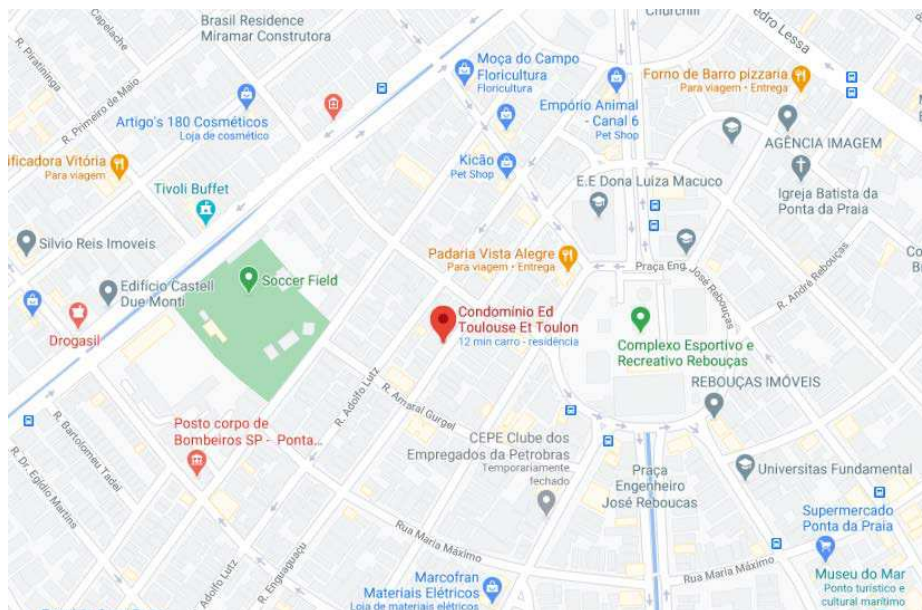 Capelache
Brasil Residence
Miramar Construtora
R. Piratininga
R. Primeiro de Maio
Moça do Campo
Floricultura
Floricultura
Churchill
Pedro Lessa
Forno de Barro pizzaria
Para viagem • Entrega
Artigo's 180 Cosméticos
Loja de cosmético
Empório Animal
- Canal 6
Pet Shop
AGÊNCIA IMAGEM
ificadora Vitória
Para viagem
Kicão
Pet Shop
Tivoli Buffet
E.E Dona Luiza Macuco
Igreja Batista da
Ponta da Praia
Silvio Reis Imoveis
Padaria Vista Alegre
Para viagem • Entrega
Praça Eng. José Rebouças
R. André Rebouças
Edifício Castell
Due Monti
Soccer Field
Drogasil
Condomínio Ed
Toulouse Et Toulon
12 min carro - residência
Complexo Esportivo e
Recreativo Rebouças
R. Adolfo Lutz
R. Amaral Gurgel
REBOUÇAS IMÓVEIS
Posto corpo de
Bombeiros SP - Ponta...
R. Bartolomeu Tadei
R. Dr. Egídio Martins
CEPE Clube dos
Empregados da Petrobras
Temporariamente
fechado
Praça
Engenheiro
José Reboucas
Universitas Fundamental
Supermercado
Ponta da Praia
Rua Maria Máximo
Rua Maria Máximo
R. Enguaguaçu
Adolfo Lutz
Marcofran
Materiais Elétricos
Loja de materiais elétricos
Museu do Mar
Ponto turístico e
cultural marítimo